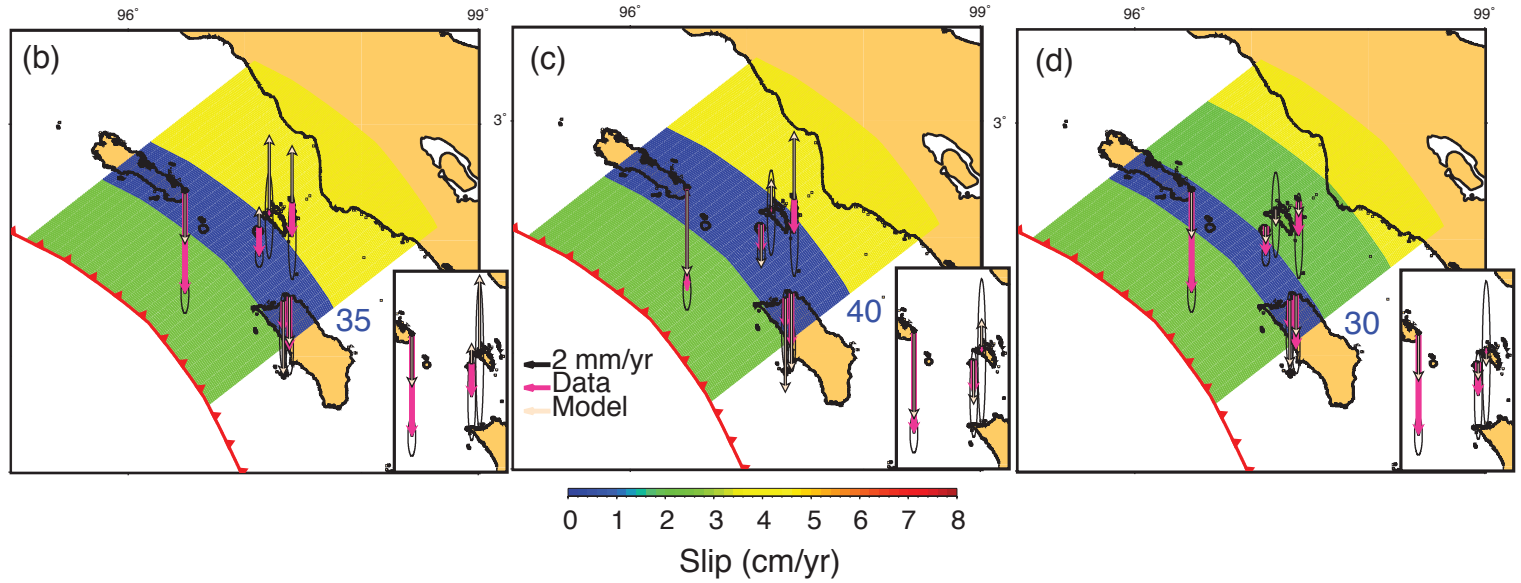 96° 99° 96° 99° 96° 99°
(b) (c) (d)
3° 3° 3°
35 40 30
2 mm/yr
Data
Model
0 1 2 3 4 5 6 7 8
Slip (cm/yr)